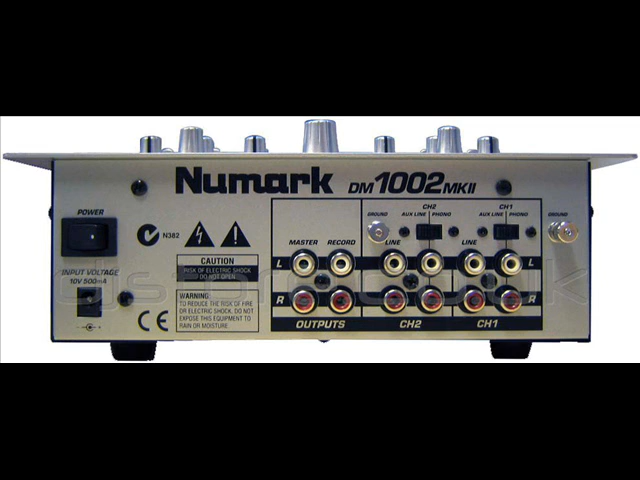 Numark DM1002MKII
POWER
N382
CH2
CH1
GROUND
AUX LINE
PHONO
AUX LINE
PHONO
GROUND
MASTER
RECORD
LINE
LINE
INPUT VOLTAGE
10V 500mA
CAUTION
RISK OF ELECTRIC SHOCK
DO NOT OPEN
L
L
WARNING:
TO REDUCE THE RISK OF FIRE
OR ELECTRIC SHOCK, DO NOT
EXPOSE THIS EQUIPMENT TO
RAIN OR MOISTURE
R
R
CE
OUTPUTS
CH2
CH1